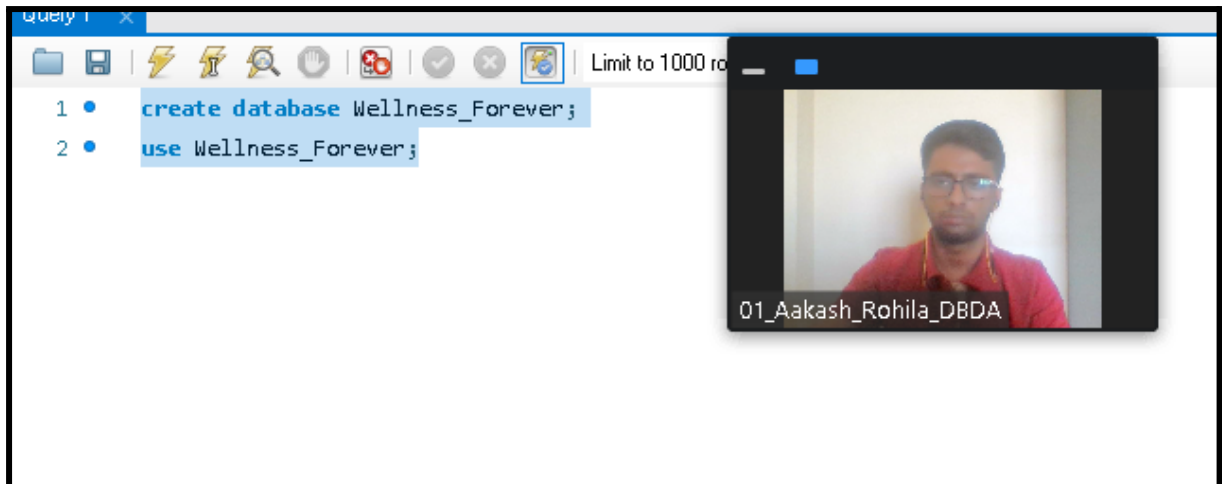 Query 1
Limit to 1000 ro
1 create database Wellness_Forever;
2 use Wellness_Forever;
01_Aakash_Rohila_DBDA